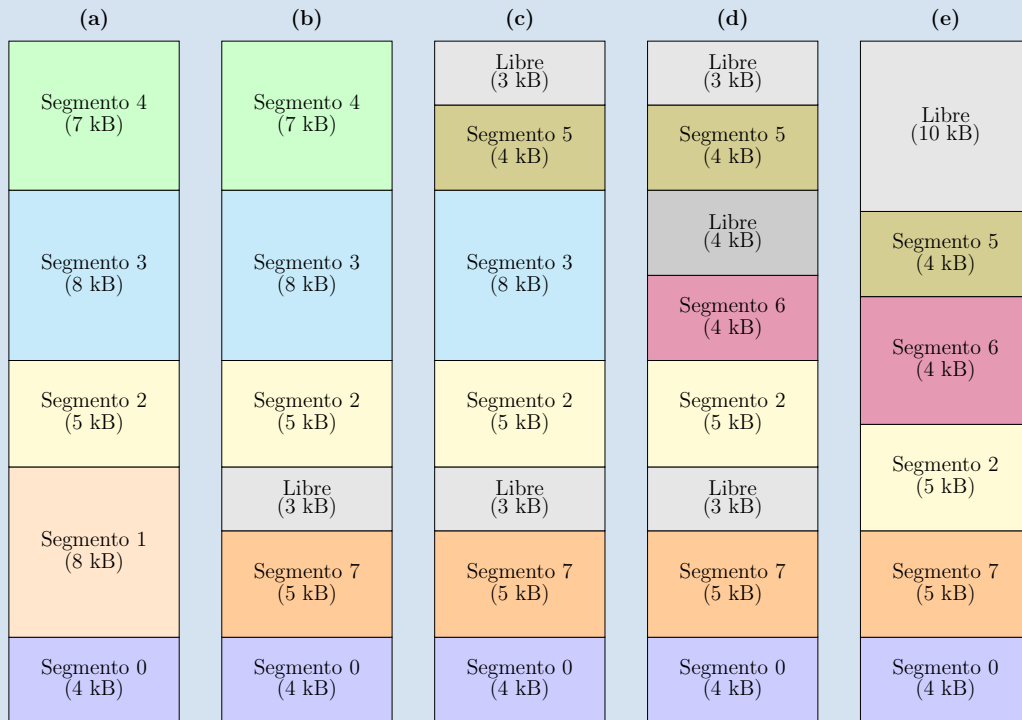 (a)
Segmento 4
(7 kB)
Segmento 3
(8 kB)
Segmento 2
(5 kB)
Segmento 1
(8 kB)
Segmento 0
(4 kB)
(b)
Segmento 4
(7 kB)
Segmento 3
(8 kB)
Segmento 2
(5 kB)
Libre
(3 kB)
Segmento 7
(5 kB)
Segmento 0
(4 kB)
(c)
Libre
(3 kB)
Segmento 5
(4 kB)
Segmento 3
(8 kB)
Segmento 2
(5 kB)
Libre
(3 kB)
Segmento 7
(5 kB)
Segmento 0
(4 kB)
(d)
Libre
(3 kB)
Segmento 5
(4 kB)
Libre
(4 kB)
Segmento 6
(4 kB)
Segmento 2
(5 kB)
Libre
(3 kB)
Segmento 7
(5 kB)
Segmento 0
(4 kB)
(e)
Libre
(10 kB)
Segmento 5
(4 kB)
Segmento 6
(4 kB)
Segmento 2
(5 kB)
Segmento 7
(5 kB)
Segmento 0
(4 kB)